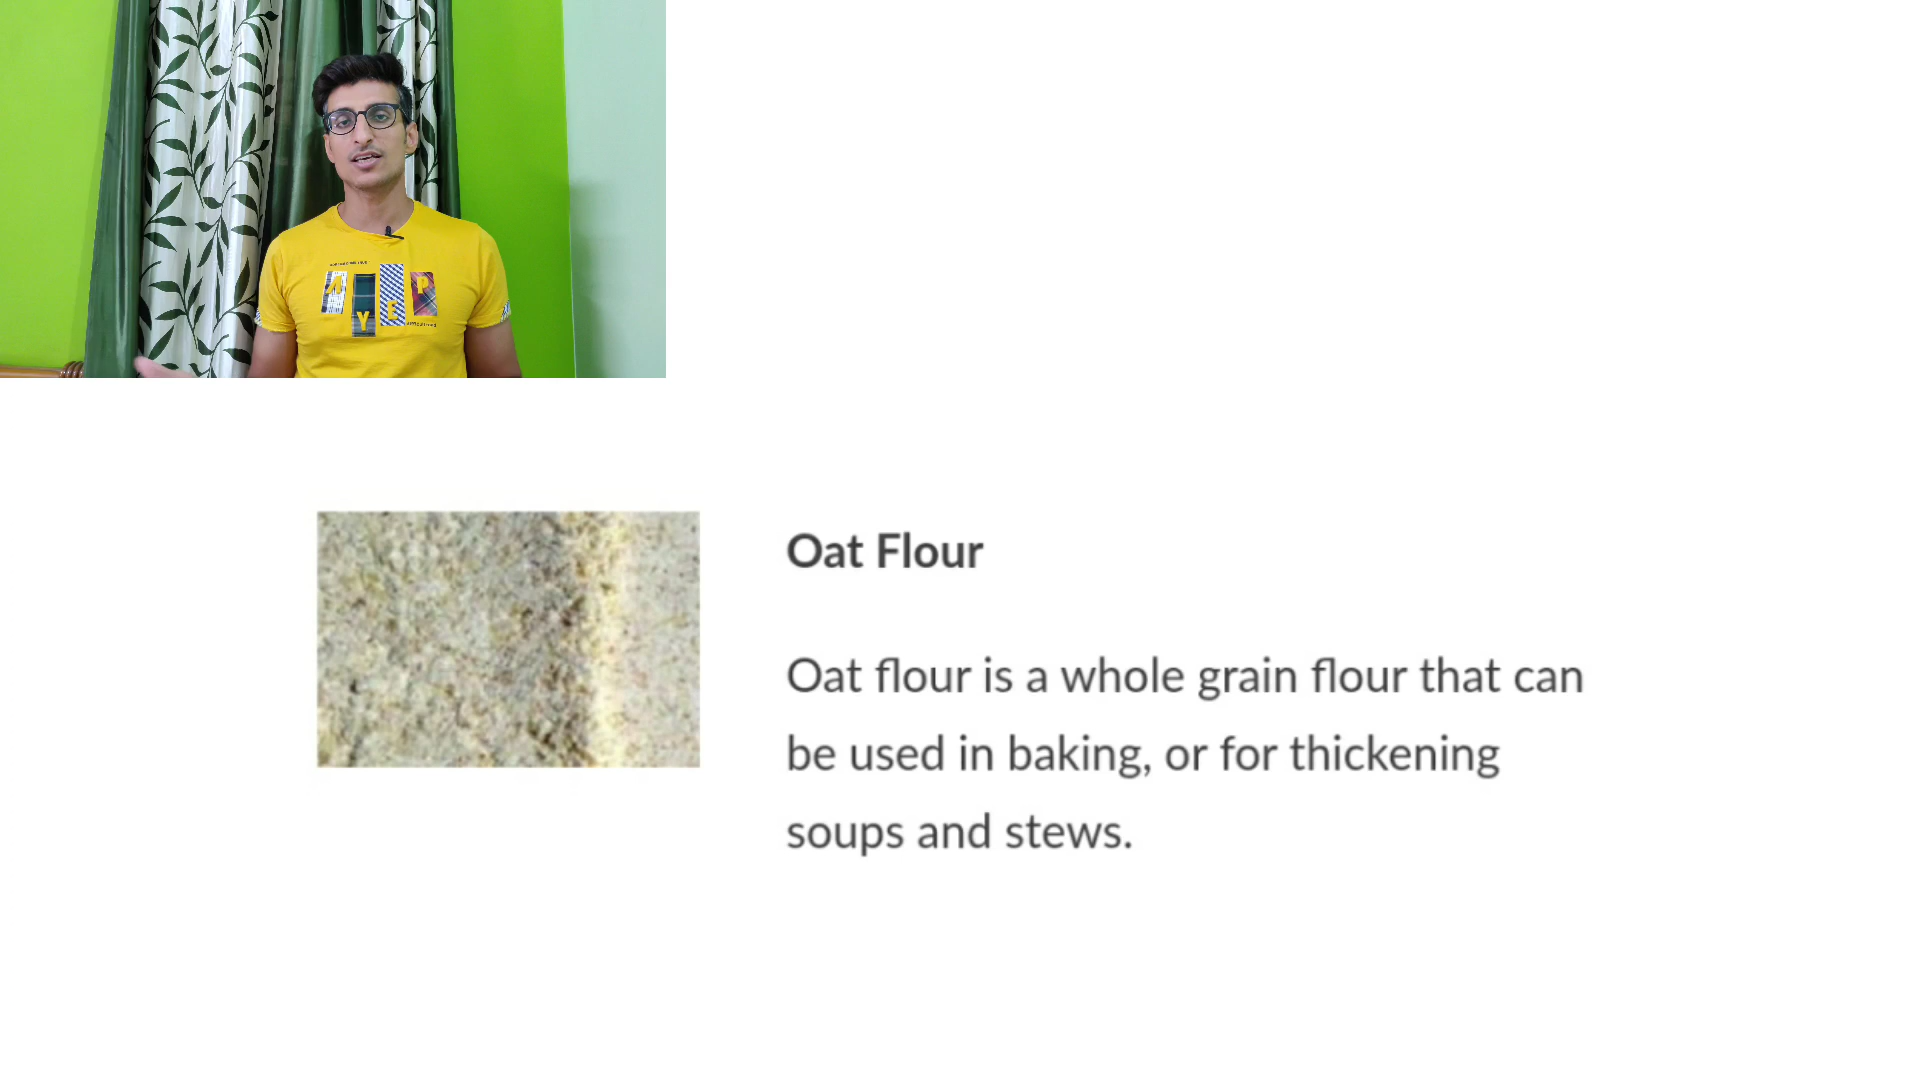 A
Y
E
P
Oat Flour
Oat flour is a whole grain flour that can
be used in baking, or for thickening
soups and stews.